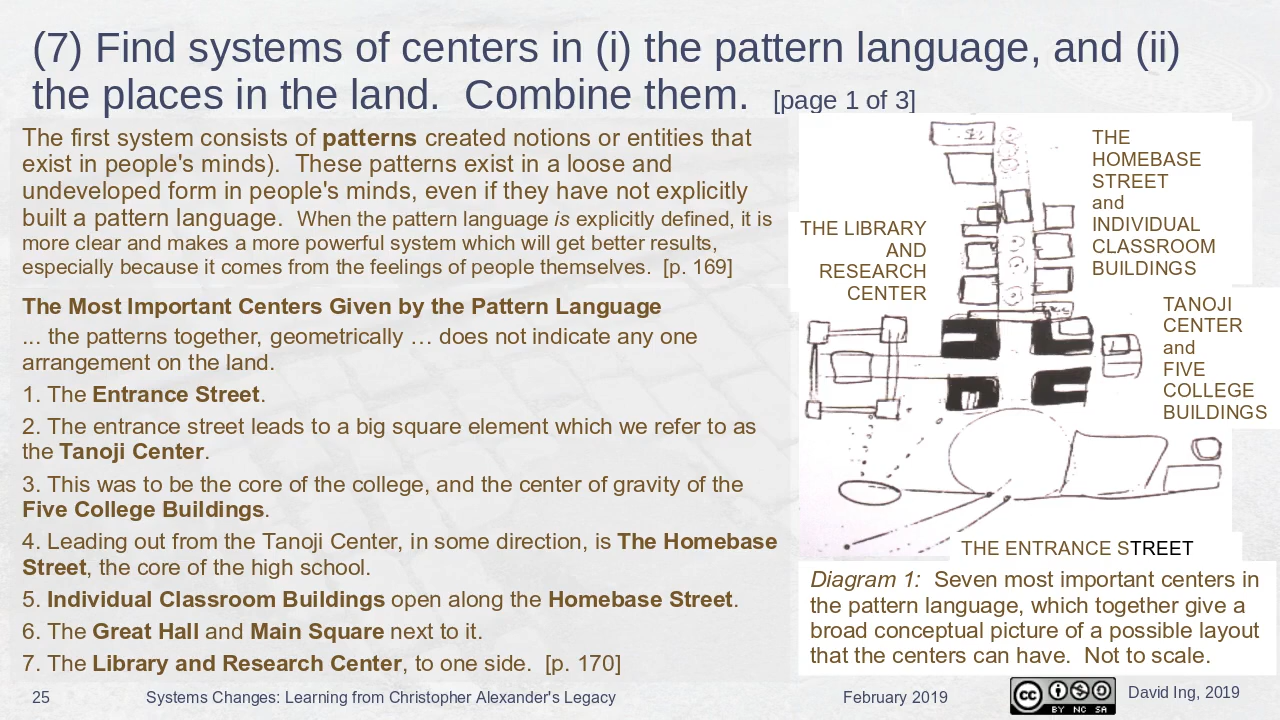 (7) Find systems of centers in (i) the pattern language, and (ii)
the places in the land.  Combine them.  [page 1 of 3]
The first system consists of patterns created notions or entities that
exist in people's minds).  These patterns exist in a loose and
undeveloped form in people's minds, even if they have not explicitly
built a pattern language.  When the pattern language is explicitly defined, it is
more clear and makes a more powerful system which will get better results,
especially because it comes from the feelings of people themselves.  [p. 169]
The Most Important Centers Given by the Pattern Language
... the patterns together, geometrically … does not indicate any one
arrangement on the land.
1. The Entrance Street.
2. The entrance street leads to a big square element which we refer to as
the Tanoji Center.
3. This was to be the core of the college, and the center of gravity of the
Five College Buildings.
4. Leading out from the Tanoji Center, in some direction, is The Homebase
Street, the core of the high school.
5. Individual Classroom Buildings open along the Homebase Street.
6. The Great Hall and Main Square next to it.
7. The Library and Research Center, to one side.  [p. 170]
THE LIBRARY
AND
RESEARCH
CENTER
THE
HOMEBASE
STREET
and
INDIVIDUAL
CLASSROOM
BUILDINGS
TANOJI
CENTER
and
FIVE
COLLEGE
BUILDINGS
THE ENTRANCE STREET
Diagram 1:  Seven most important centers in
the pattern language, which together give a
broad conceptual picture of a possible layout
that the centers can have.  Not to scale.
25
Systems Changes: Learning from Christopher Alexander's Legacy
February 2019
cc
BY NC SA
David Ing, 2019